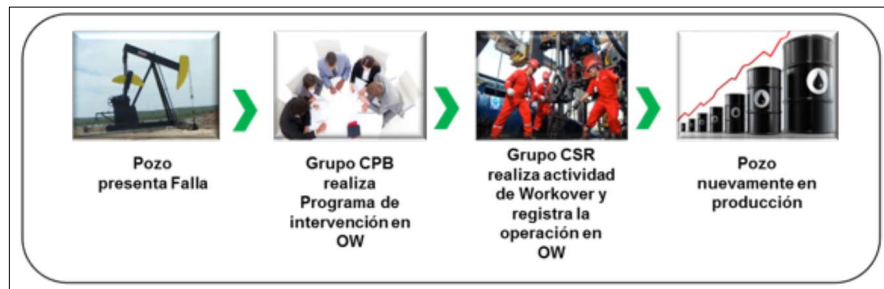 Pozo
presenta Falla
Grupo CPB
realiza
Programa de
intervención en
OW
Grupo CSR
realiza actividad
de Workover y
registra la
operación en
OW
Pozo
nuevamente en
producción